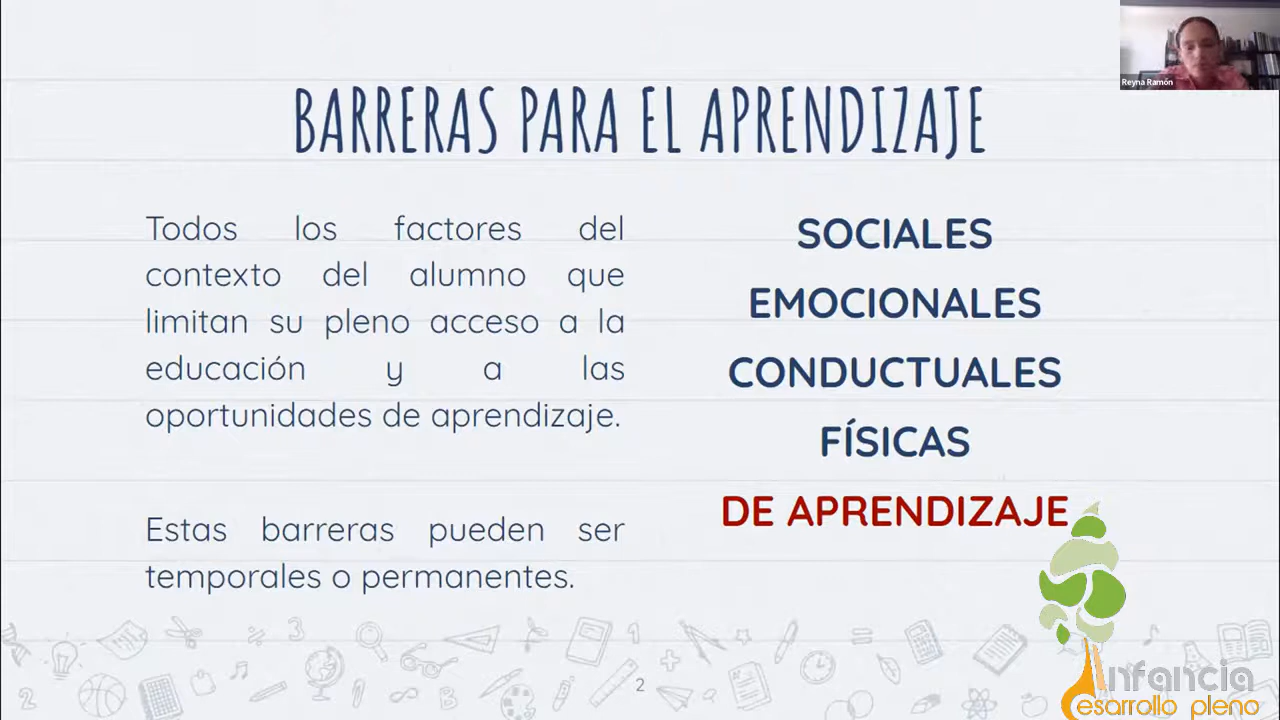 Reyna Ramón
BARRERAS PARA EL APRENDIZAJE
Todos los factores del
contexto del alumno que
limitan su pleno acceso a la
educación y a las
oportunidades de aprendizaje.
Estas barreras pueden ser
temporales o permanentes.
SOCIALES
EMOCIONALES
CONDUCTUALES
FÍSICAS
DE APRENDIZAJE
2
Infancia
Desarrollo pleno